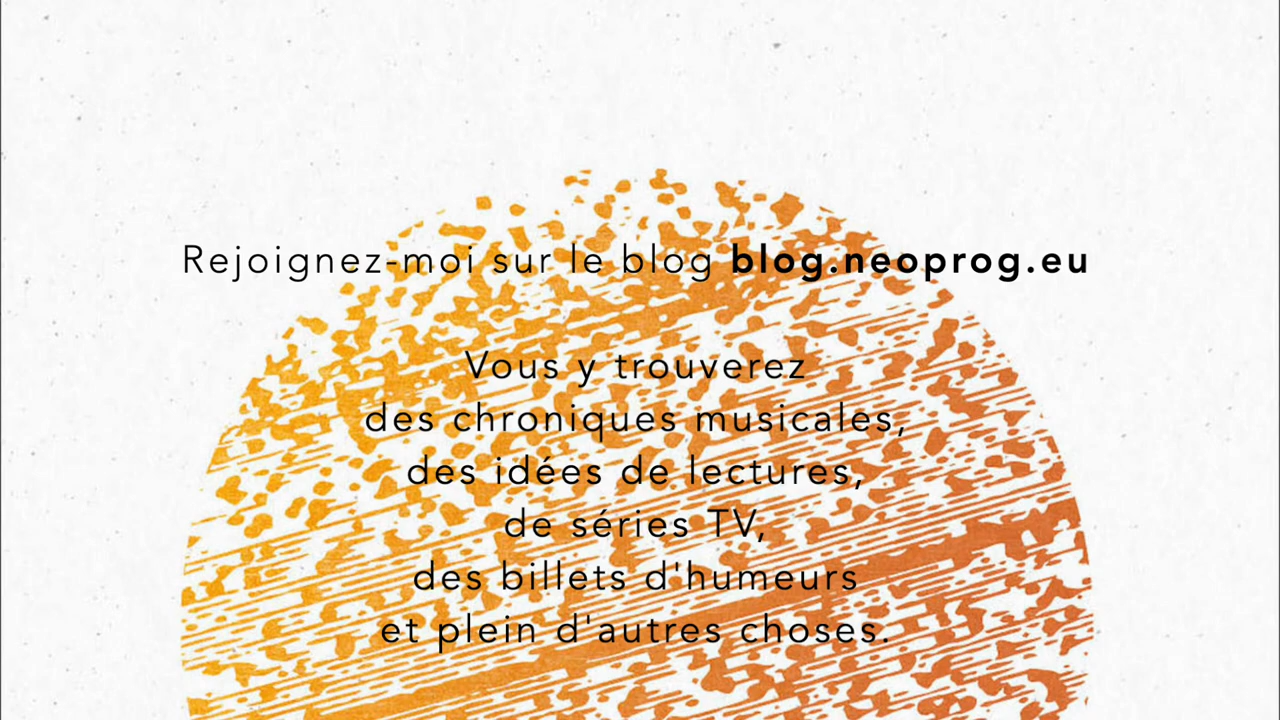 Rejoignez-moi sur le blog blog.neoprog.eu
Vous y trouverez
des chroniques musicales,
des idées de lectures,
de séries TV,
des billets d'humeurs
et plein d'autres choses.